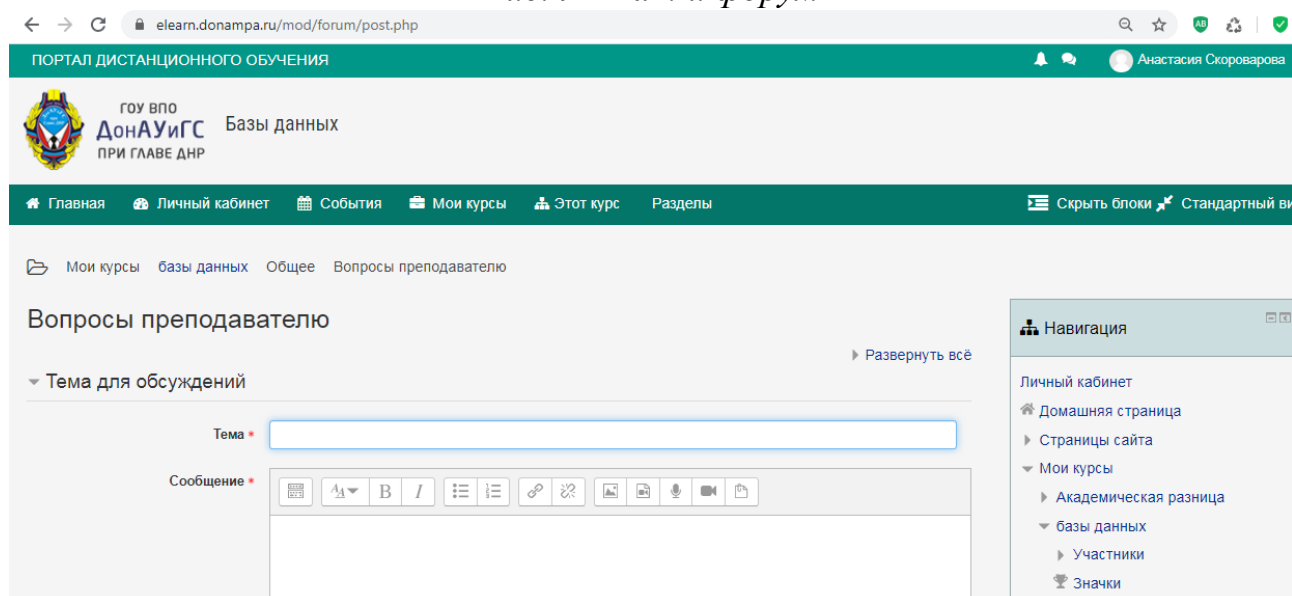 форум
elearn.donampa.ru/mod/forum/post.php
ПОРТАЛ ДИСТАНЦИОННОГО ОБУЧЕНИЯ
Анастасия Скороварова
ГОУ ВПО
ДонАУиГС
ПРИ ГЛАВЕ ДНР
Базы данных
Главная Личный кабинет События Мои курсы Этот курс Разделы
Скрыть блоки Стандартный ви
Мои курсы базы данных Общее Вопросы преподавателю
Вопросы преподавателю
Развернуть всё
Тема для обсуждений
Тема
Сообщение
B I
Навигация
Личный кабинет
Домашняя страница
Страницы сайта
Мои курсы
Академическая разница
базы данных
Участники
Значки